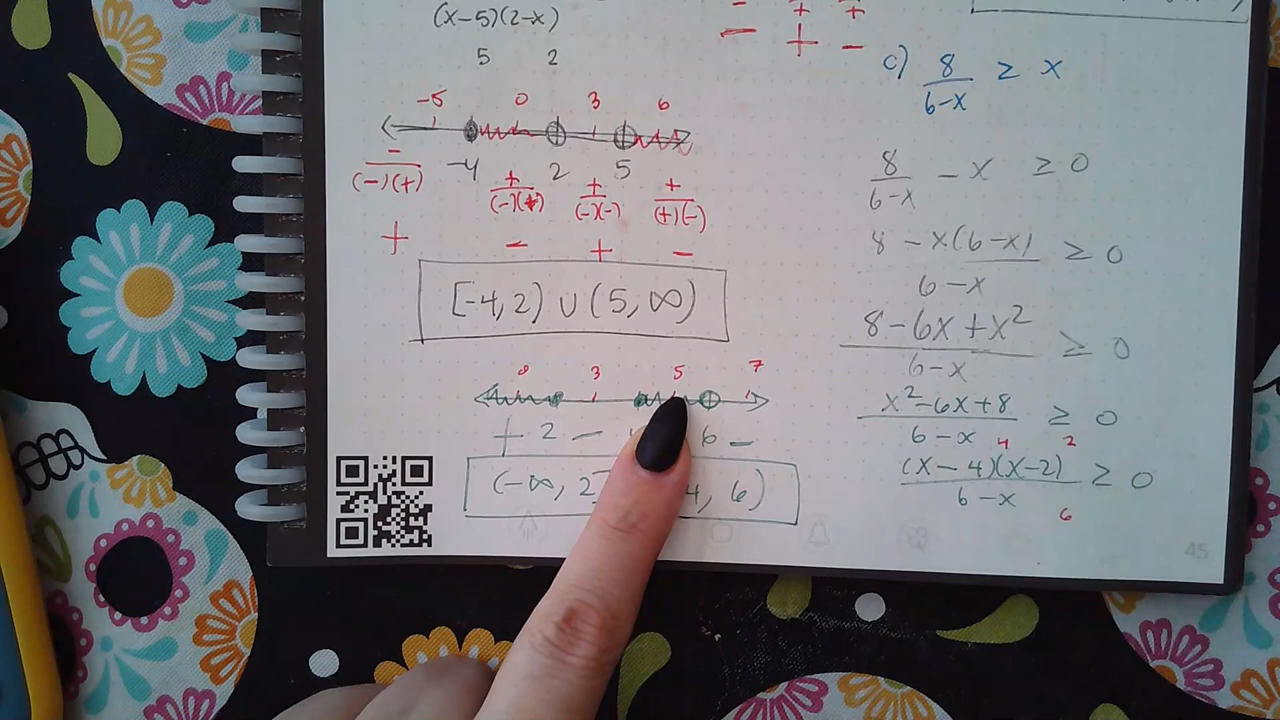 (x-5)(2-x)
5 2
-5 0 3 6
-4 2 5
- / (-)(+) + / (-)(+) + / (-)(-) + / (+)(-)
+ - + -
[-4, 2) ∪ (5, ∞)
0 3 5 7
+ 2 - 6 -
(-∞, 2] 4, 6)
- + +
- + -
c) 8/(6-x) ≥ x
8/(6-x) - x ≥ 0
(8 - x(6-x))/(6-x) ≥ 0
(8-6x+x²)/(6-x) ≥ 0
(x²-6x+8)/(6-x) ≥ 0
4 2
((x-4)(x-2))/(6-x) ≥ 0
6
45